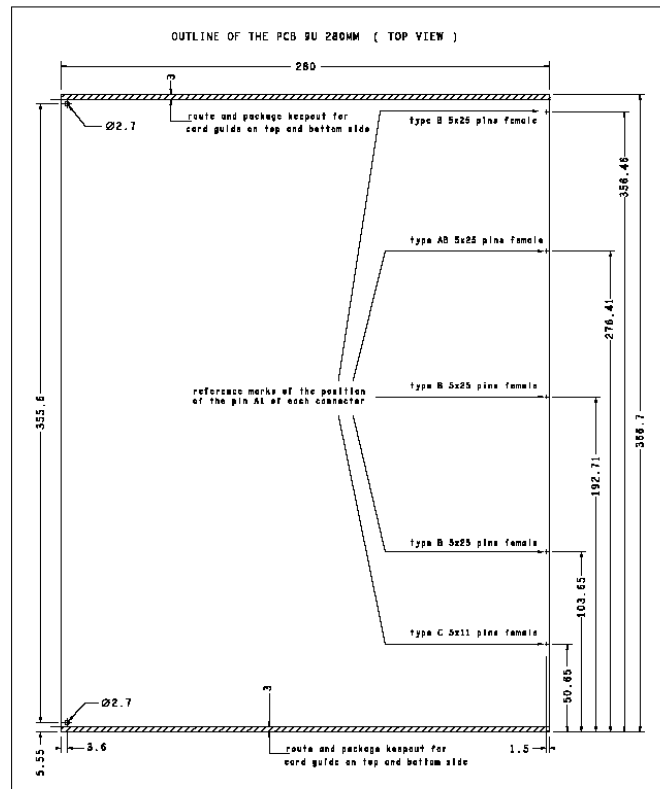 OUTLINE OF THE PCB 9U 280MM ( TOP VIEW )
280
3
Ø2.7
route and package keepout for
card guide on top and bottom side
type B 5x25 pins female
356.46
type AB 5x25 pins female
276.41
366.7
355.6
reference marks of the position
of the pin A1 of each connector
type B 5x25 pins female
192.71
type B 5x25 pins female
103.65
type C 5x11 pins female
50.65
Ø2.7
3
5.55
3.6
route and package keepout for
card guide on top and bottom side
1.5